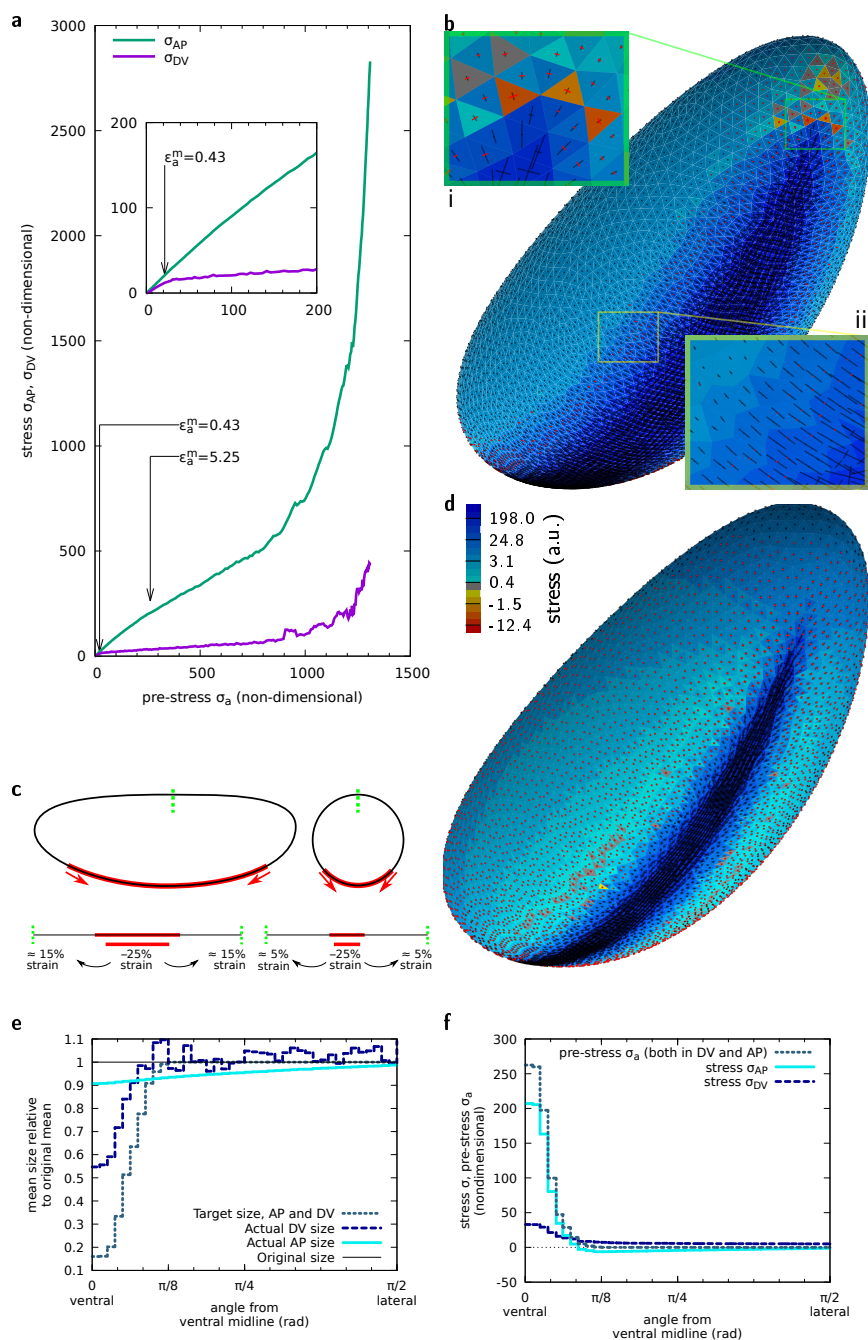 a
3000
2500
2000
1500
1000
500
0
0
500
1000
1500
stress σAP, σDV (non-dimensional)
pre-stress σa (non-dimensional)
σAP
σDV
200
100
0
0
100
200
εam=0.43
εam=0.43
εam=5.25
b
i
ii
c
≈ 15% strain
–25% strain
≈ 15% strain
≈ 5% strain
–25% strain
≈ 5% strain
d
198.0
24.8
3.1
0.4
-1.5
-12.4
stress (a.u.)
e
1.1
1
0.9
0.8
0.7
0.6
0.5
0.4
0.3
0.2
0.1
mean size relative
to original mean
Target size, AP and DV
Actual DV size
Actual AP size
Original size
0
π/8
π/4
π/2
ventral
lateral
angle from
ventral midline (rad)
f
300
250
200
150
100
50
0
-50
stress σ, pre-stress σa
(nondimensional)
pre-stress σa (both in DV and AP)
stress σAP
stress σDV
0
π/8
π/4
π/2
ventral
lateral
angle from
ventral midline (rad)